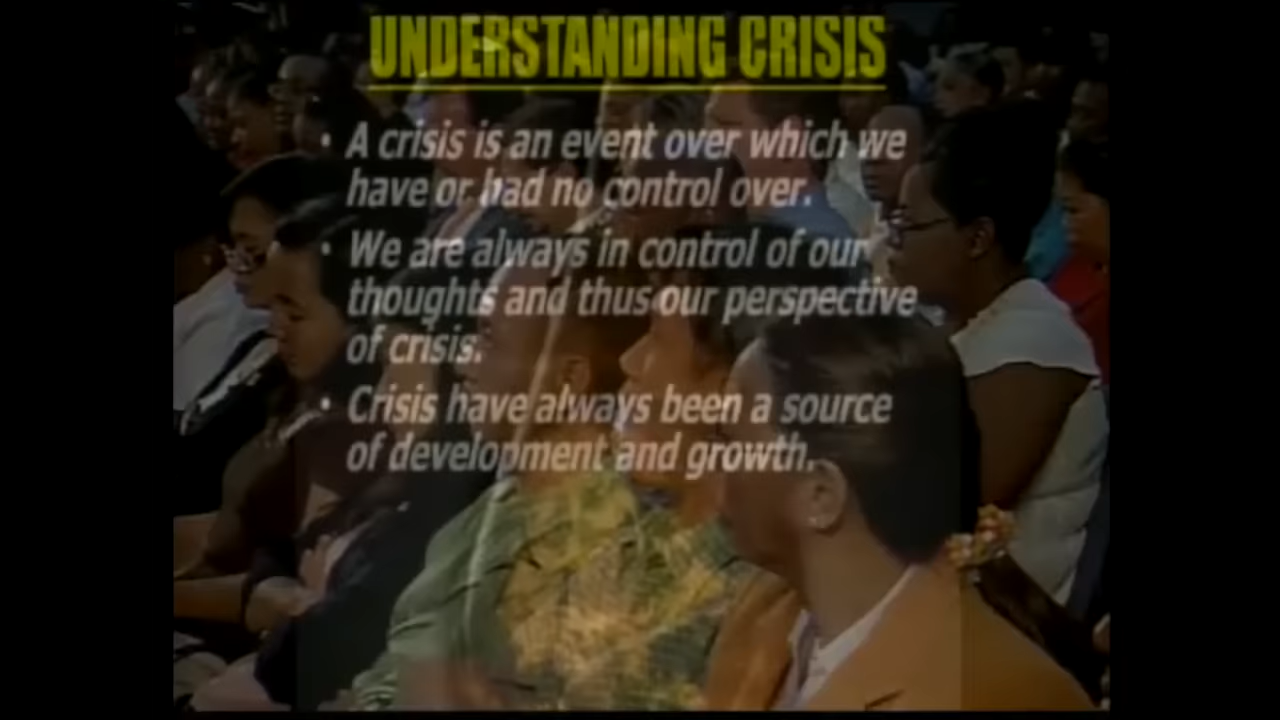 UNDERSTANDING CRISIS
• A crisis is an event over which we
have or had no control over.
• We are always in control of our
thoughts and thus our perspective
of crisis.
• Crisis have always been a source
of development and growth.